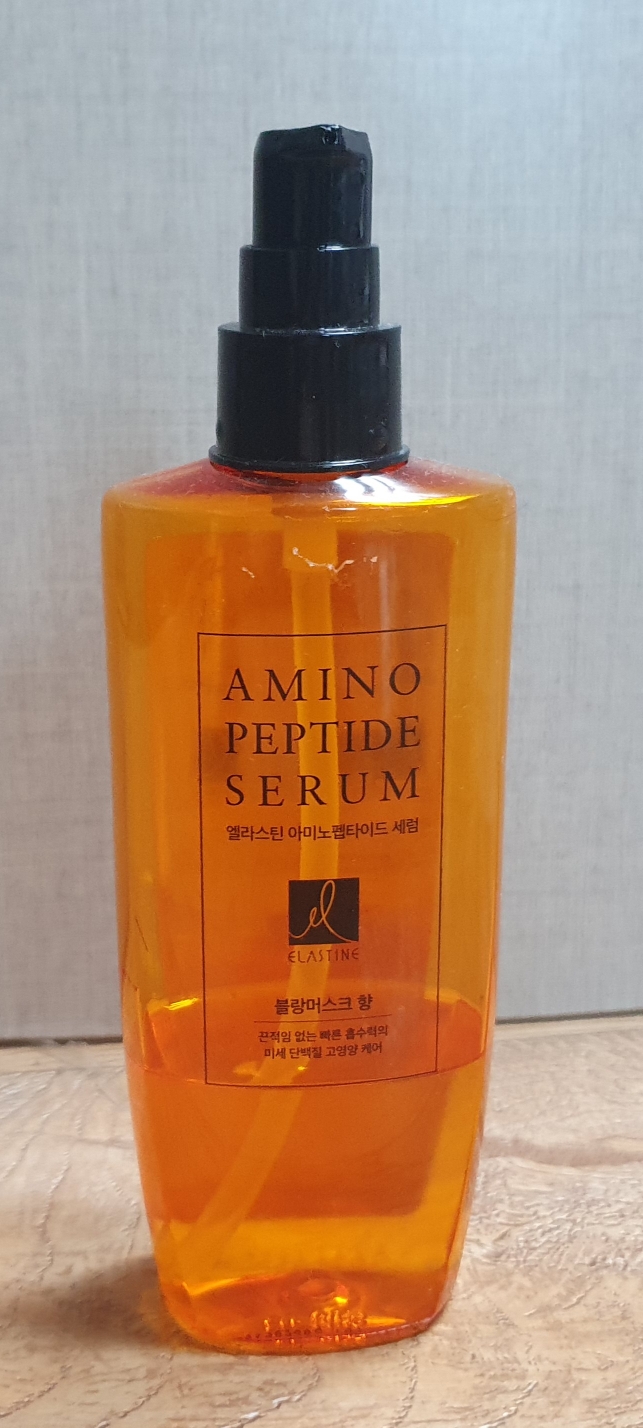 AMINO
PEPTIDE
SERUM
엘라스틴 아미노펩타이드 세럼
el
ELASTINE
블랑머스크 향
끈적임 없는 빠른 흡수력의
미세 단백질 고영양 케어